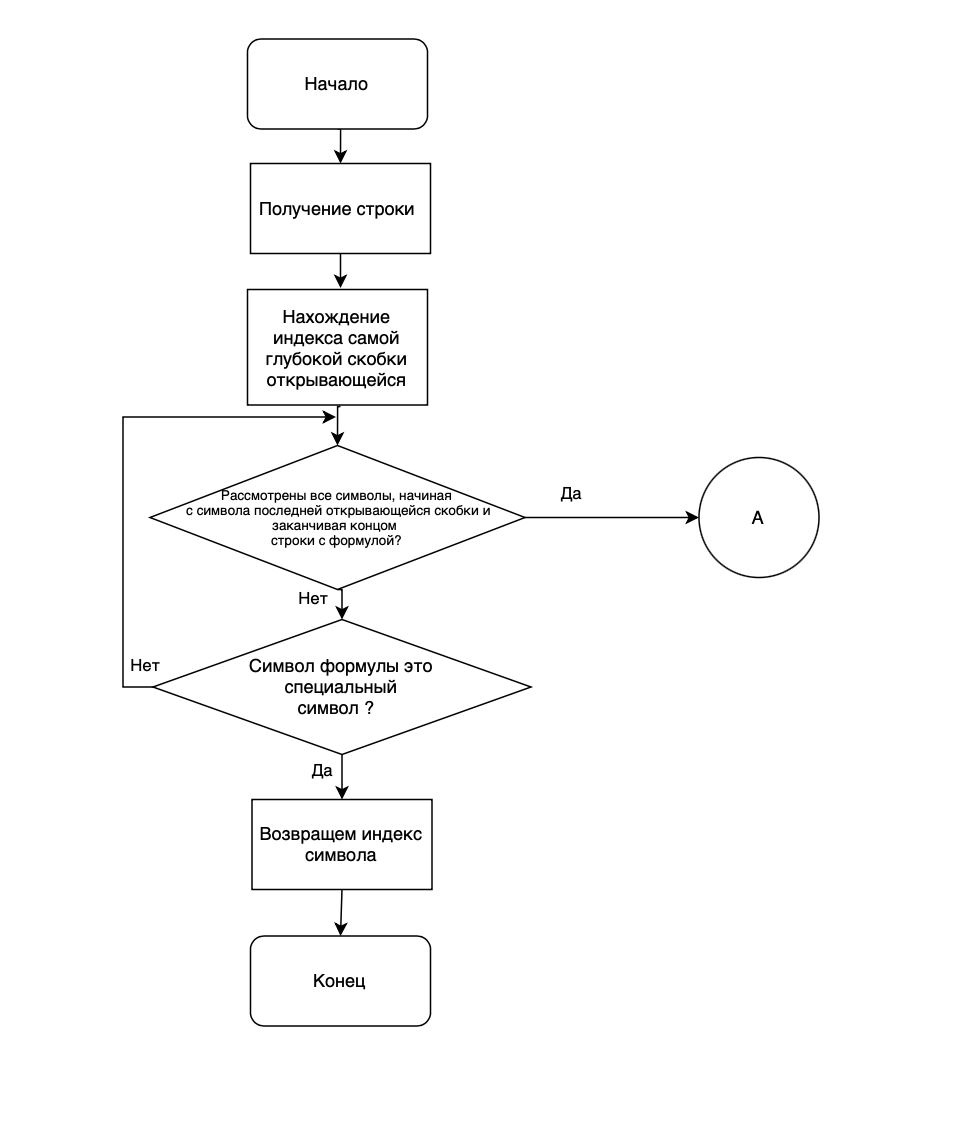 Начало
Получение строки
Нахождение
индекса самой
глубокой скобки
открывающейся
Рассмотрены все символы, начиная
с символа последней открывающейся скобки и
заканчивая концом
строки с формулой?
Да
А
Нет
Нет
Символ формулы это
специальный
символ ?
Да
Возвращем индекс
символа
Конец